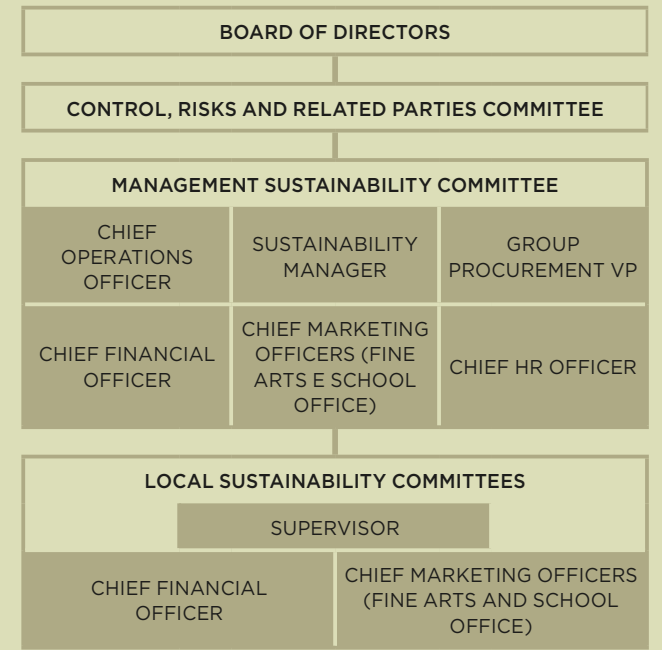 BOARD OF DIRECTORS
CONTROL, RISKS AND RELATED PARTIES COMMITTEE
MANAGEMENT SUSTAINABILITY COMMITTEE
CHIEF
OPERATIONS
OFFICER
SUSTAINABILITY
MANAGER
GROUP
PROCUREMENT VP
CHIEF FINANCIAL
OFFICER
CHIEF MARKETING
OFFICERS (FINE
ARTS E SCHOOL
OFFICE)
CHIEF HR OFFICER
LOCAL SUSTAINABILITY COMMITTEES
SUPERVISOR
CHIEF FINANCIAL
OFFICER
CHIEF MARKETING OFFICERS
(FINE ARTS AND SCHOOL
OFFICE)